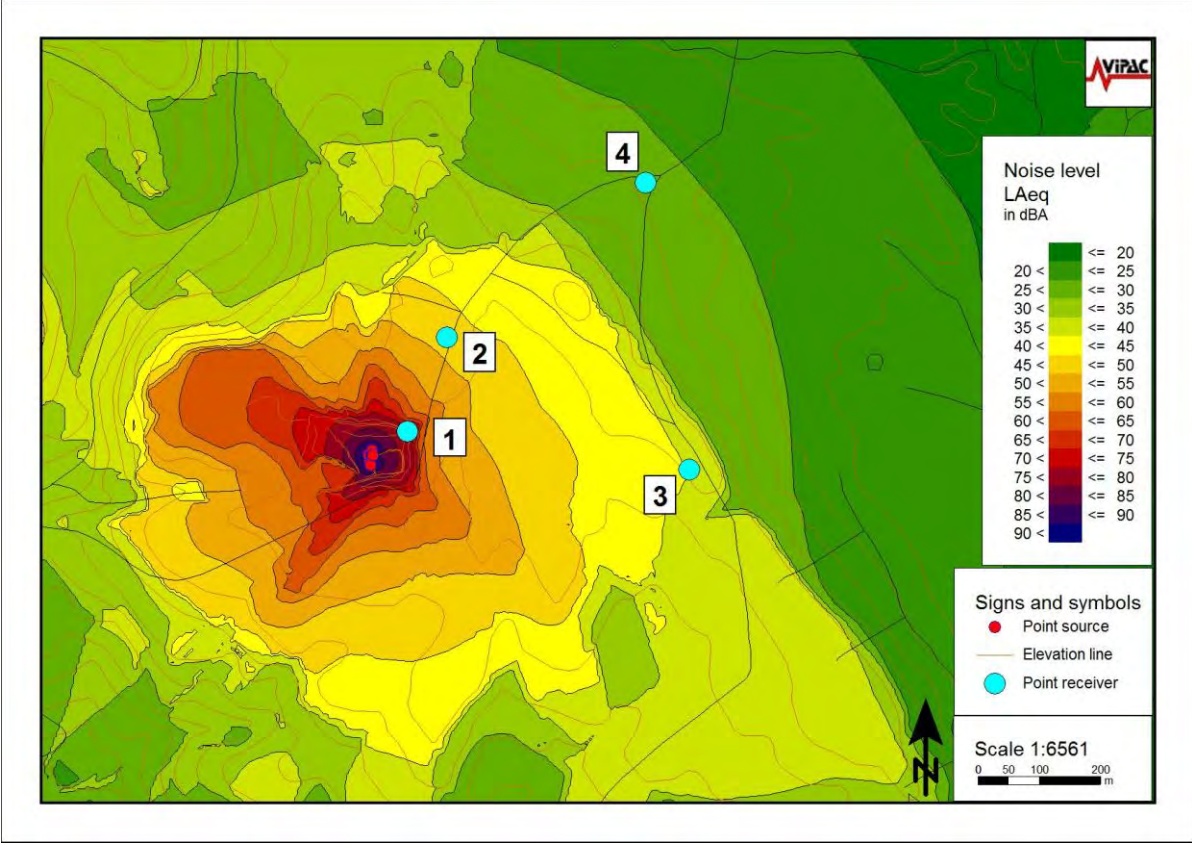 VIPAC
4
1
2
3
Noise level
LAeq
in dBA
<= 20
20 < <= 25
25 < <= 30
30 < <= 35
35 < <= 40
40 < <= 45
45 < <= 50
50 < <= 55
55 < <= 60
60 < <= 65
65 < <= 70
70 < <= 75
75 < <= 80
80 < <= 85
85 < <= 90
90 <
Signs and symbols
Point source
Elevation line
Point receiver
N
Scale 1:6561
0 50 100 200
m